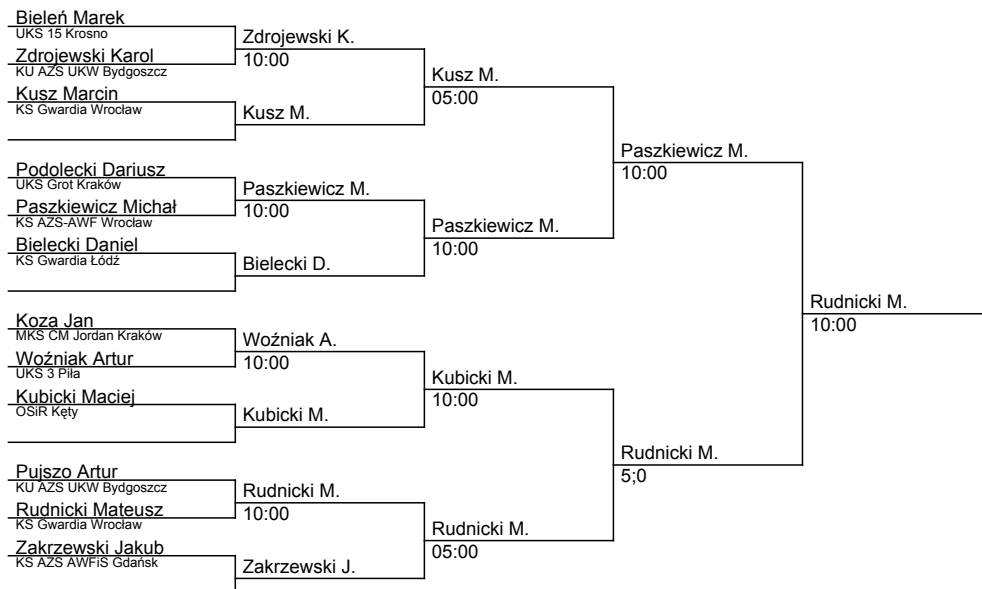 Bieleń Marek
UKS 15 Krosno
Zdrojewski K.
Zdrojewski Karol
10:00
KU AZS UKW Bydgoszcz
Kusz M.
Kusz Marcin
05:00
KS Gwardia Wrocław
Kusz M.
Paszkiewicz M.
Podolecki Dariusz
10:00
UKS Grot Kraków
Paszkiewicz M.
Paszkiewicz Michał
10:00
KS AZS-AWF Wrocław
Paszkiewicz M.
Bielecki Daniel
10:00
KS Gwardia Łódź
Bielecki D.
Rudnicki M.
Koza Jan
10:00
MKS CM Jordan Kraków
Woźniak A.
Woźniak Artur
10:00
UKS 3 Piła
Kubicki M.
Kubicki Maciej
10:00
OSiR Kęty
Kubicki M.
Rudnicki M.
Pujszo Artur
5;0
KU AZS UKW Bydgoszcz
Rudnicki M.
Rudnicki Mateusz
10:00
KS Gwardia Wrocław
Rudnicki M.
Zakrzewski Jakub
05:00
KS AZS AWFiS Gdańsk
Zakrzewski J.